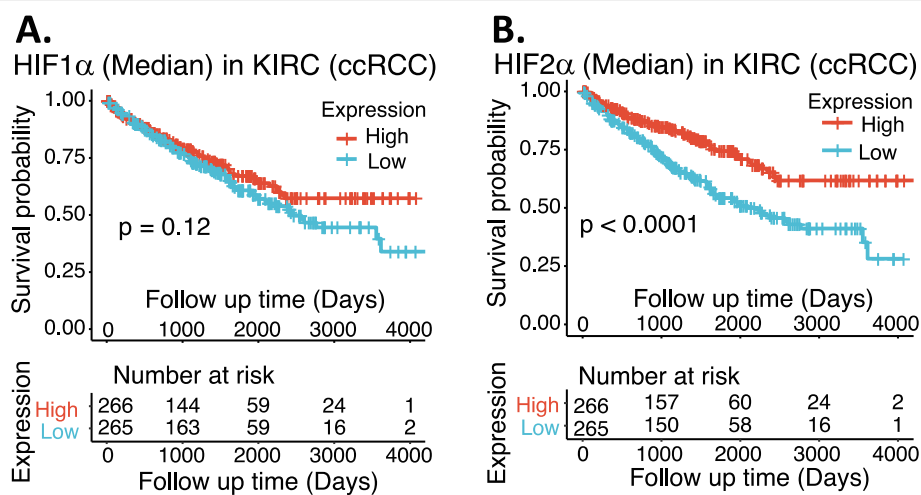 A.
HIF1α (Median) in KIRC (ccRCC)
Survival probability
1.00
0.75
0.50
0.25
0.00
Expression
High
Low
p = 0.12
Follow up time (Days)
0 1000 2000 3000 4000
Number at risk
Expression
High 266 144 59 24 1
Low 265 163 59 16 2
0 1000 2000 3000 4000
Follow up time (Days)
B.
HIF2α (Median) in KIRC (ccRCC)
Survival probability
1.00
0.75
0.50
0.25
0.00
Expression
High
Low
p < 0.0001
Follow up time (Days)
0 1000 2000 3000 4000
Number at risk
Expression
High 266 157 60 24 2
Low 265 150 58 16 1
0 1000 2000 3000 4000
Follow up time (Days)